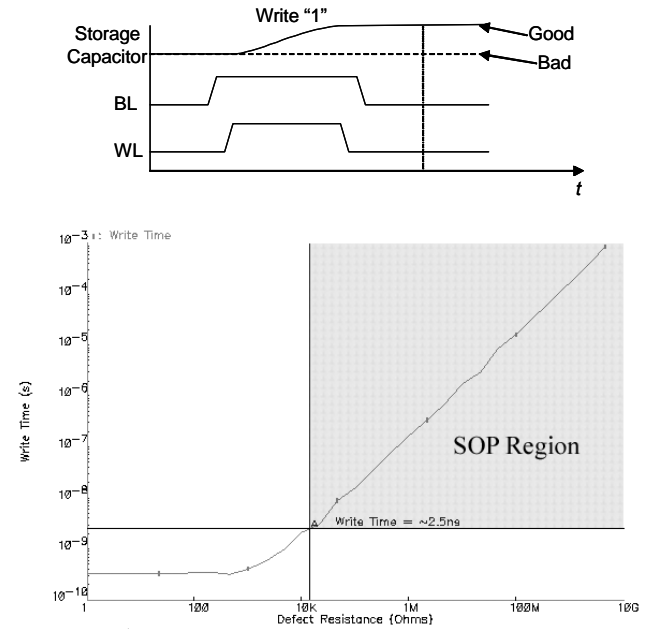 Write “1”
Storage
Capacitor
Good
Bad
BL
WL
t
10-3 : Write Time
10-4
10-5
10-6
10-7
10-8
10-9
10-10
Write Time (s)
SOP Region
Write Time = ~2.5ns
1 100 10K 1M 100M 10G
Defect Resistance (Ohms)